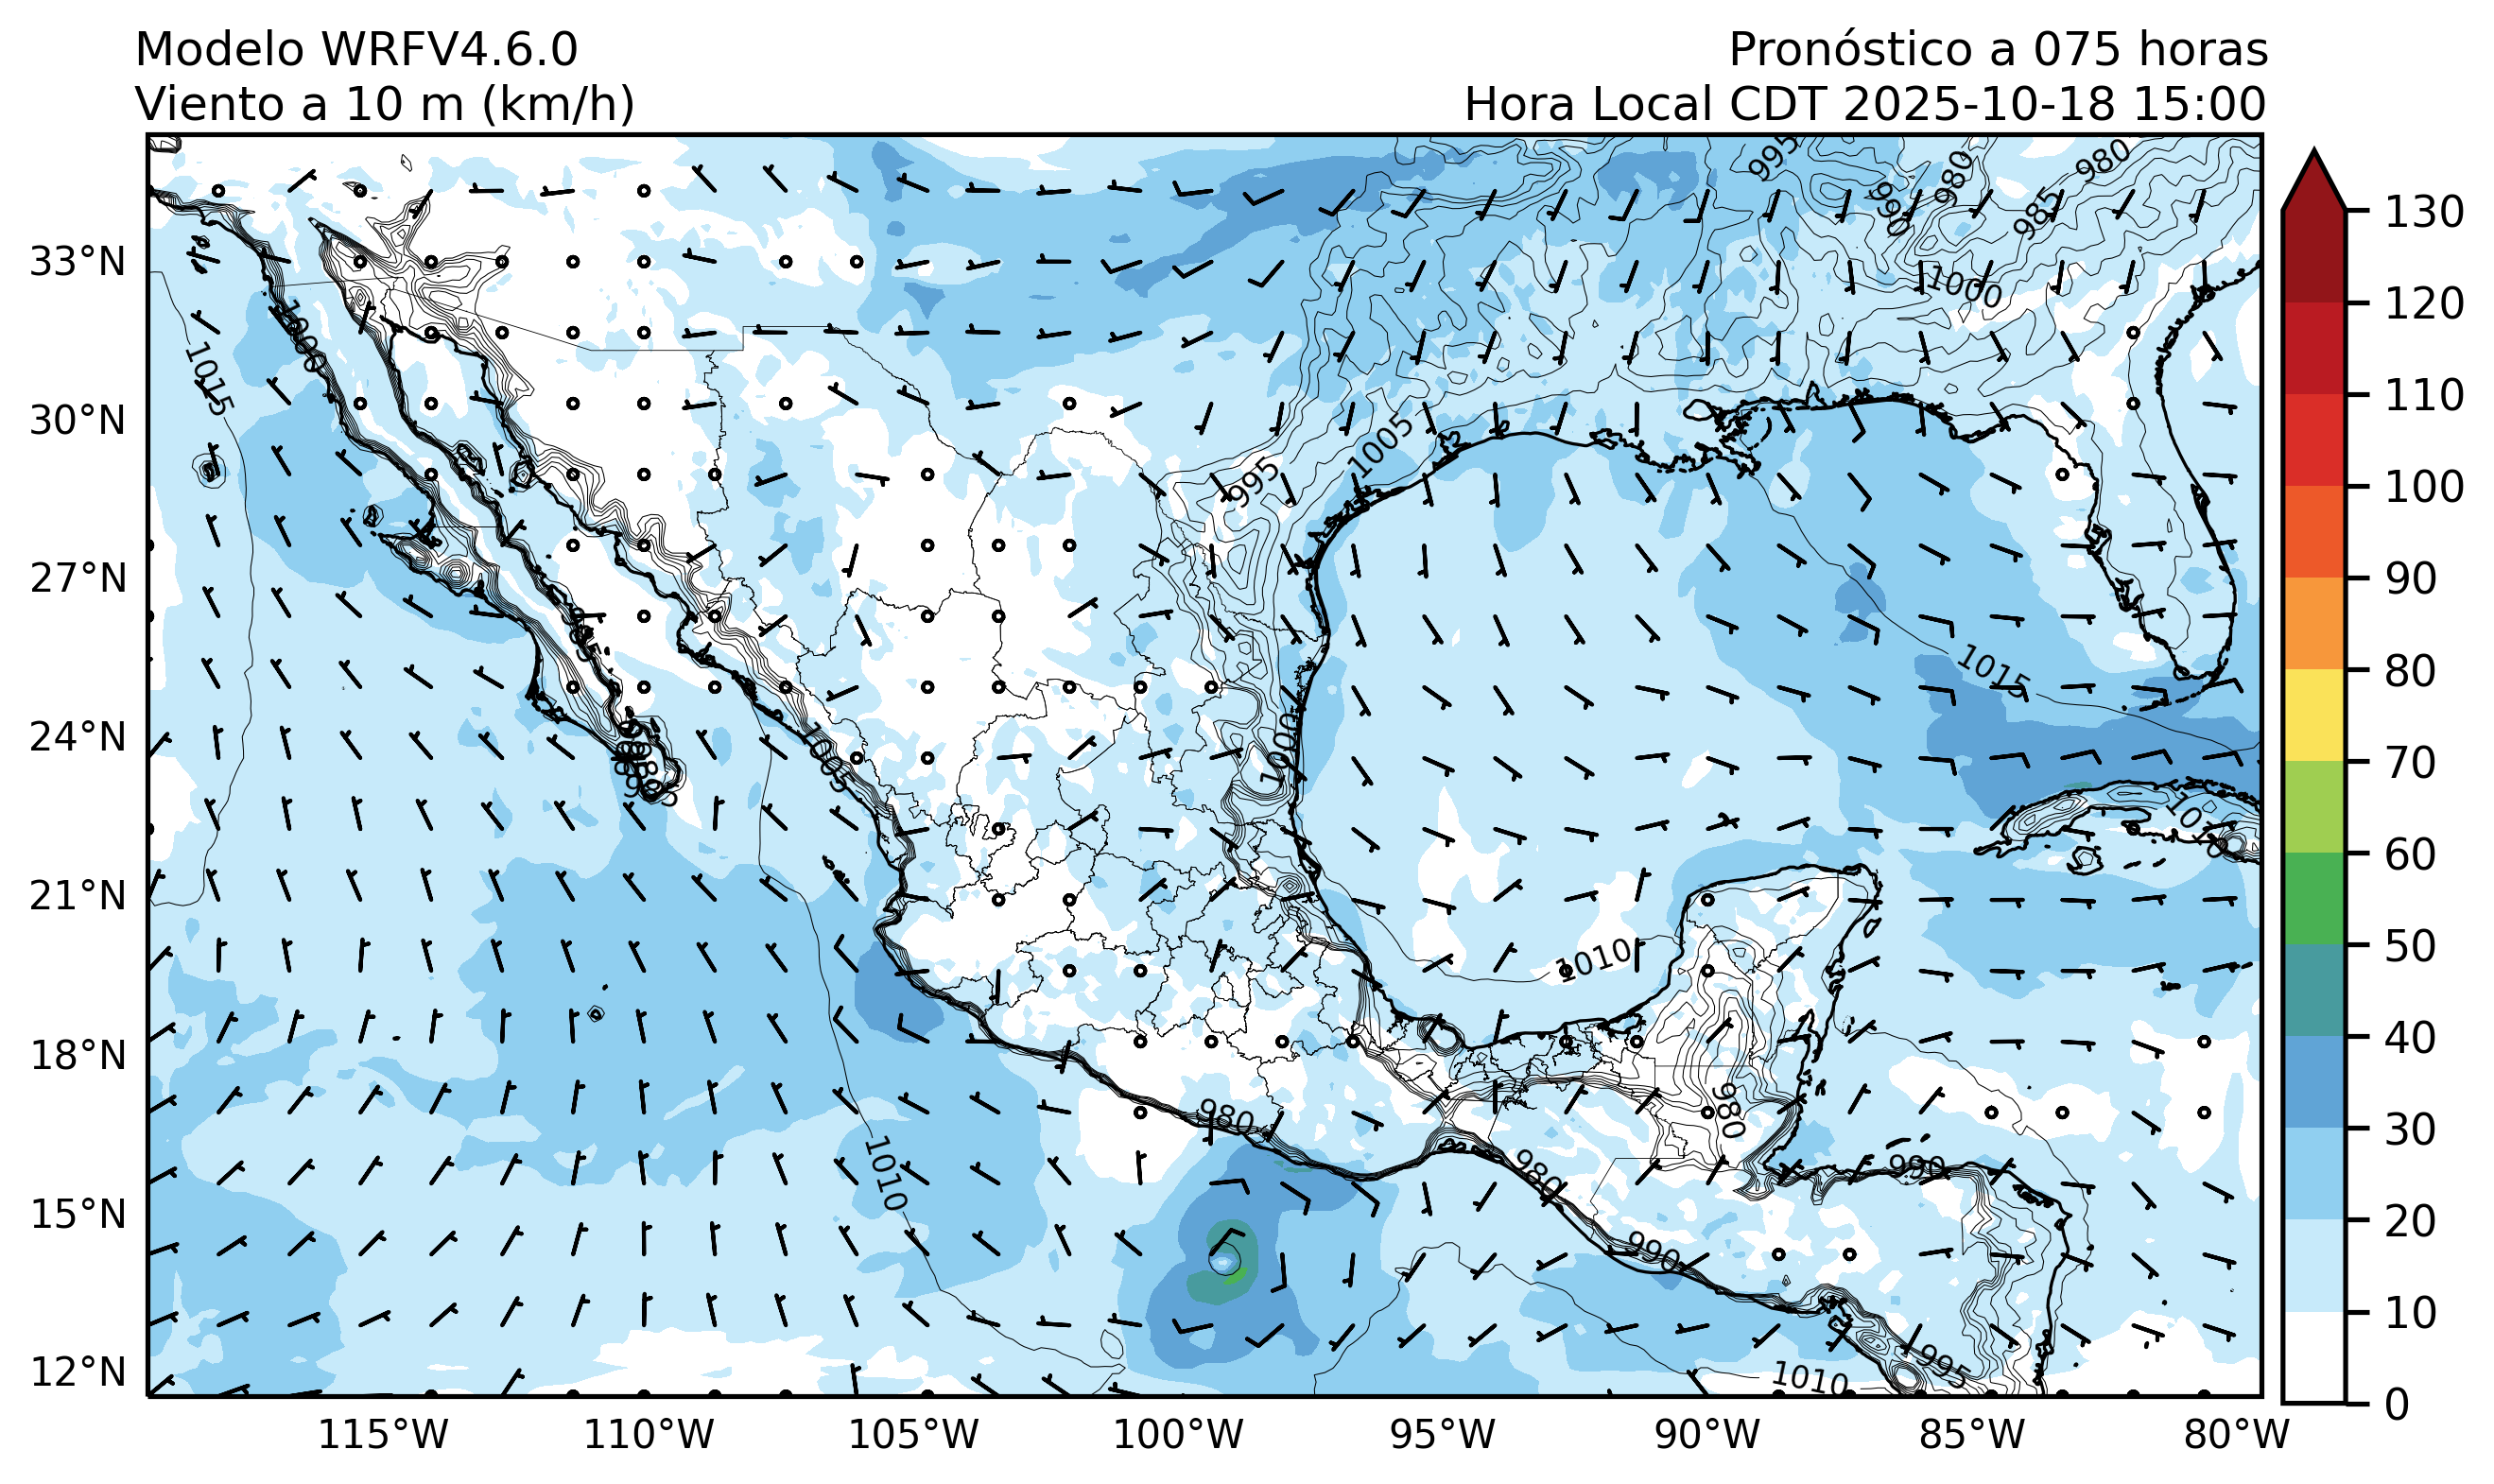 Modelo WRFV4.6.0
Viento a 10 m (km/h)
Pronóstico a 075 horas
Hora Local CDT 2025-10-18 15:00
33°N
30°N
27°N
24°N
21°N
18°N
15°N
12°N
115°W
110°W
105°W
100°W
95°W
90°W
85°W
80°W
130
120
110
100
90
80
70
60
50
40
30
20
10
0
995
980
980
990
985
1000
1015
1000
1005
995
1015
1005
1000
1010
1010
980
980
990
980
990
1010
995
1010